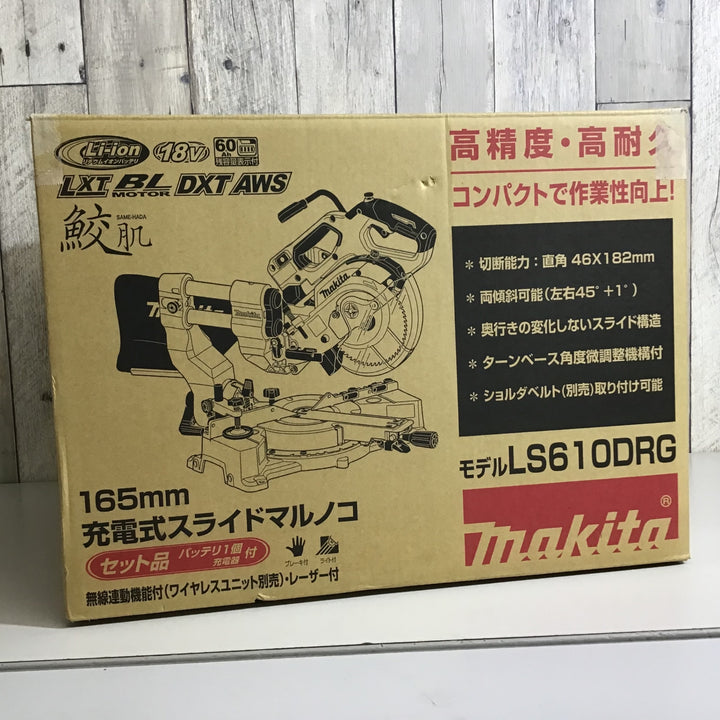 Li-ion
リチウムイオンバッテリ
18V
6.0
Ah
残容量表示付
LXT BL MOTOR DXT AWS
鮫肌
SAME-HADA
高精度・高耐久
コンパクトで作業性向上!
* 切断能力:直角 46X182mm
* 両傾斜可能(左右45°+1°)
* 奥行きの変化しないスライド構造
* ターンベース角度微調整機構付
* ショルダベルト(別売)取り付け可能
makita
Makita
モデルLS610DRG
165mm
充電式スライドマルノコ
セット品 バッテリ1個 充電器 付
ブレーキ付
ライト付
無線連動機能付(ワイヤレスユニット別売)・レーザー付
makita®